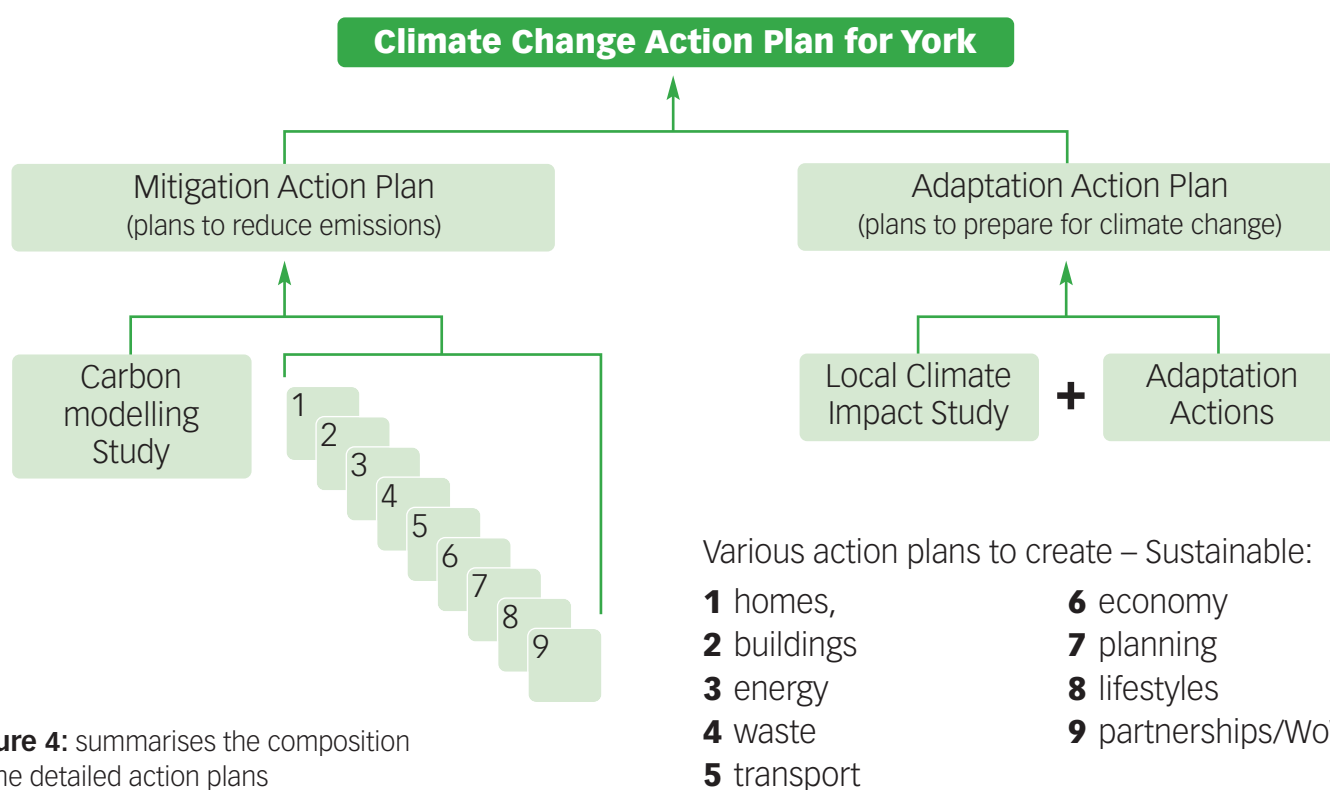 Climate Change Action Plan for York
Mitigation Action Plan
(plans to reduce emissions)
Adaptation Action Plan
(plans to prepare for climate change)
Carbon
modelling
Study
1
2
3
4
5
6
7
8
9
Local Climate
Impact Study
+
Adaptation
Actions
Various action plans to create – Sustainable:
1 homes,
2 buildings
3 energy
4 waste
5 transport
6 economy
7 planning
8 lifestyles
9 partnerships/
4: summarises the composition
detailed action plans